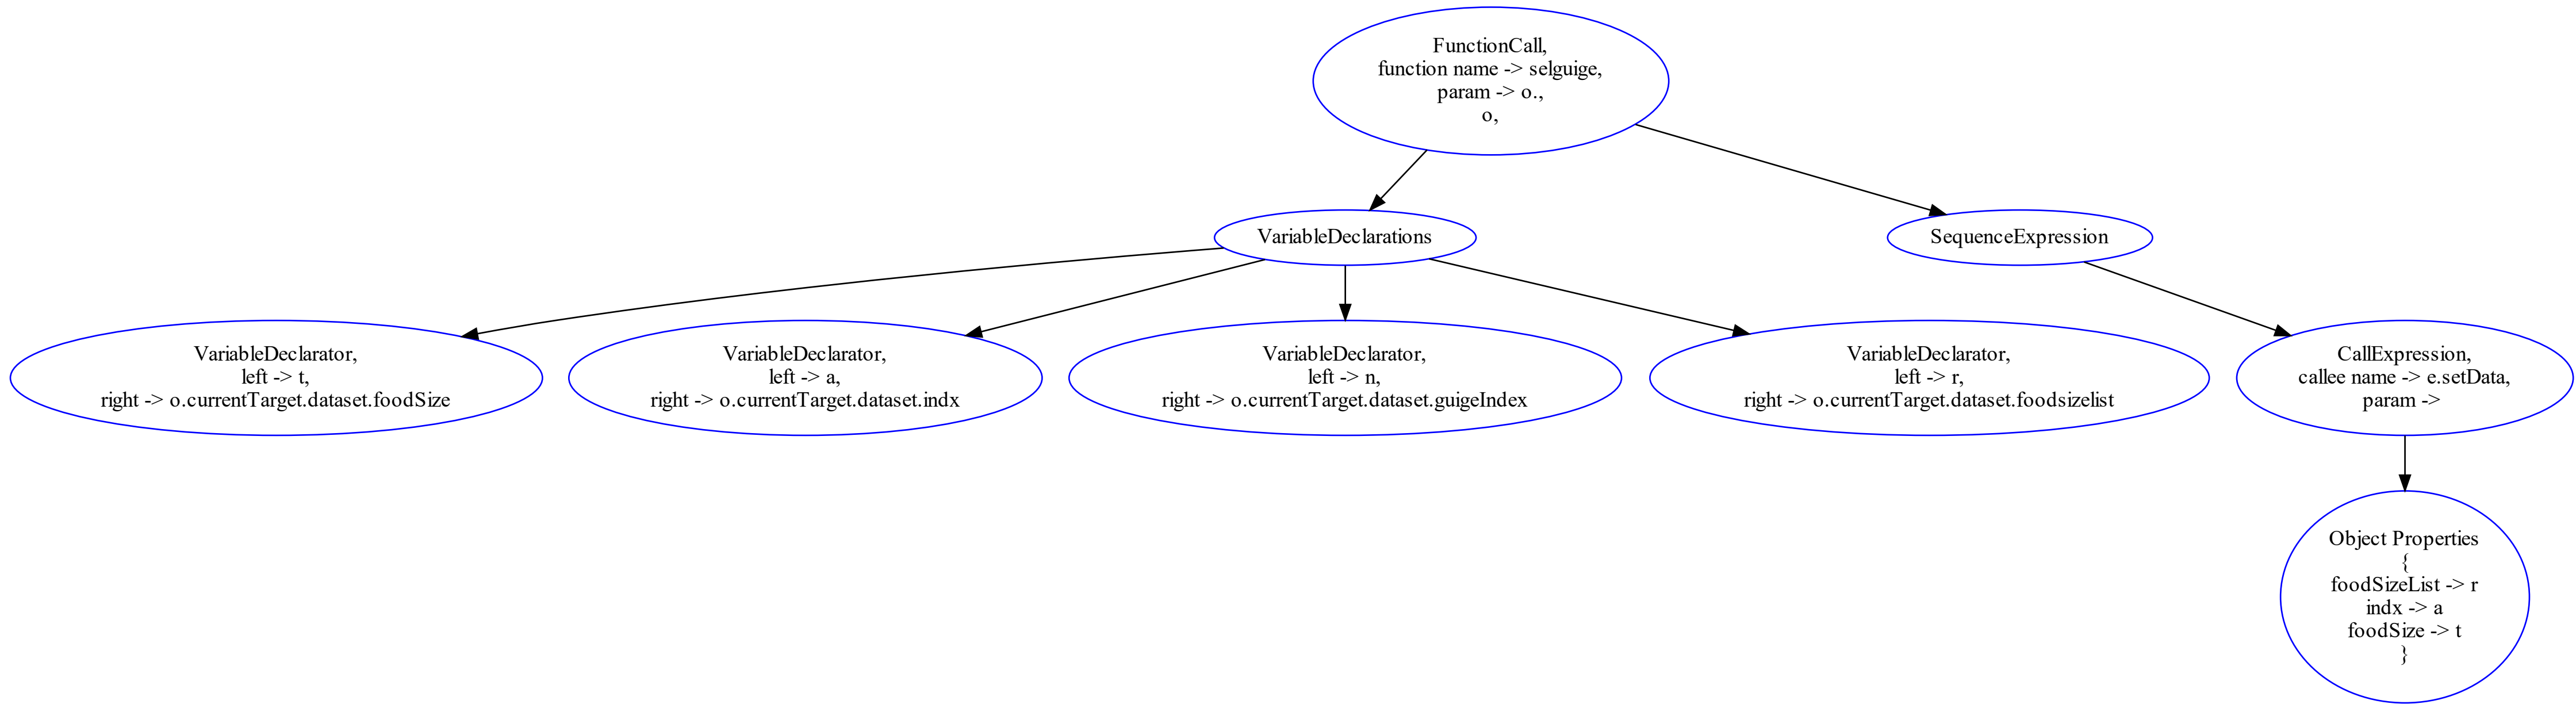 FunctionCall,
function name -> selguige,
param -> o.,
o,
VariableDeclarations
SequenceExpression
VariableDeclarator,
left -> t,
right -> o.currentTarget.dataset.foodSize
VariableDeclarator,
left -> a,
right -> o.currentTarget.dataset.indx
VariableDeclarator,
left -> n,
right -> o.currentTarget.dataset.guigeIndex
VariableDeclarator,
left -> r,
right -> o.currentTarget.dataset.foodsizelist
CallExpression,
callee name -> e.setData,
param ->
Object Properties
{
foodSizeList -> r
indx -> a
foodSize -> t
}